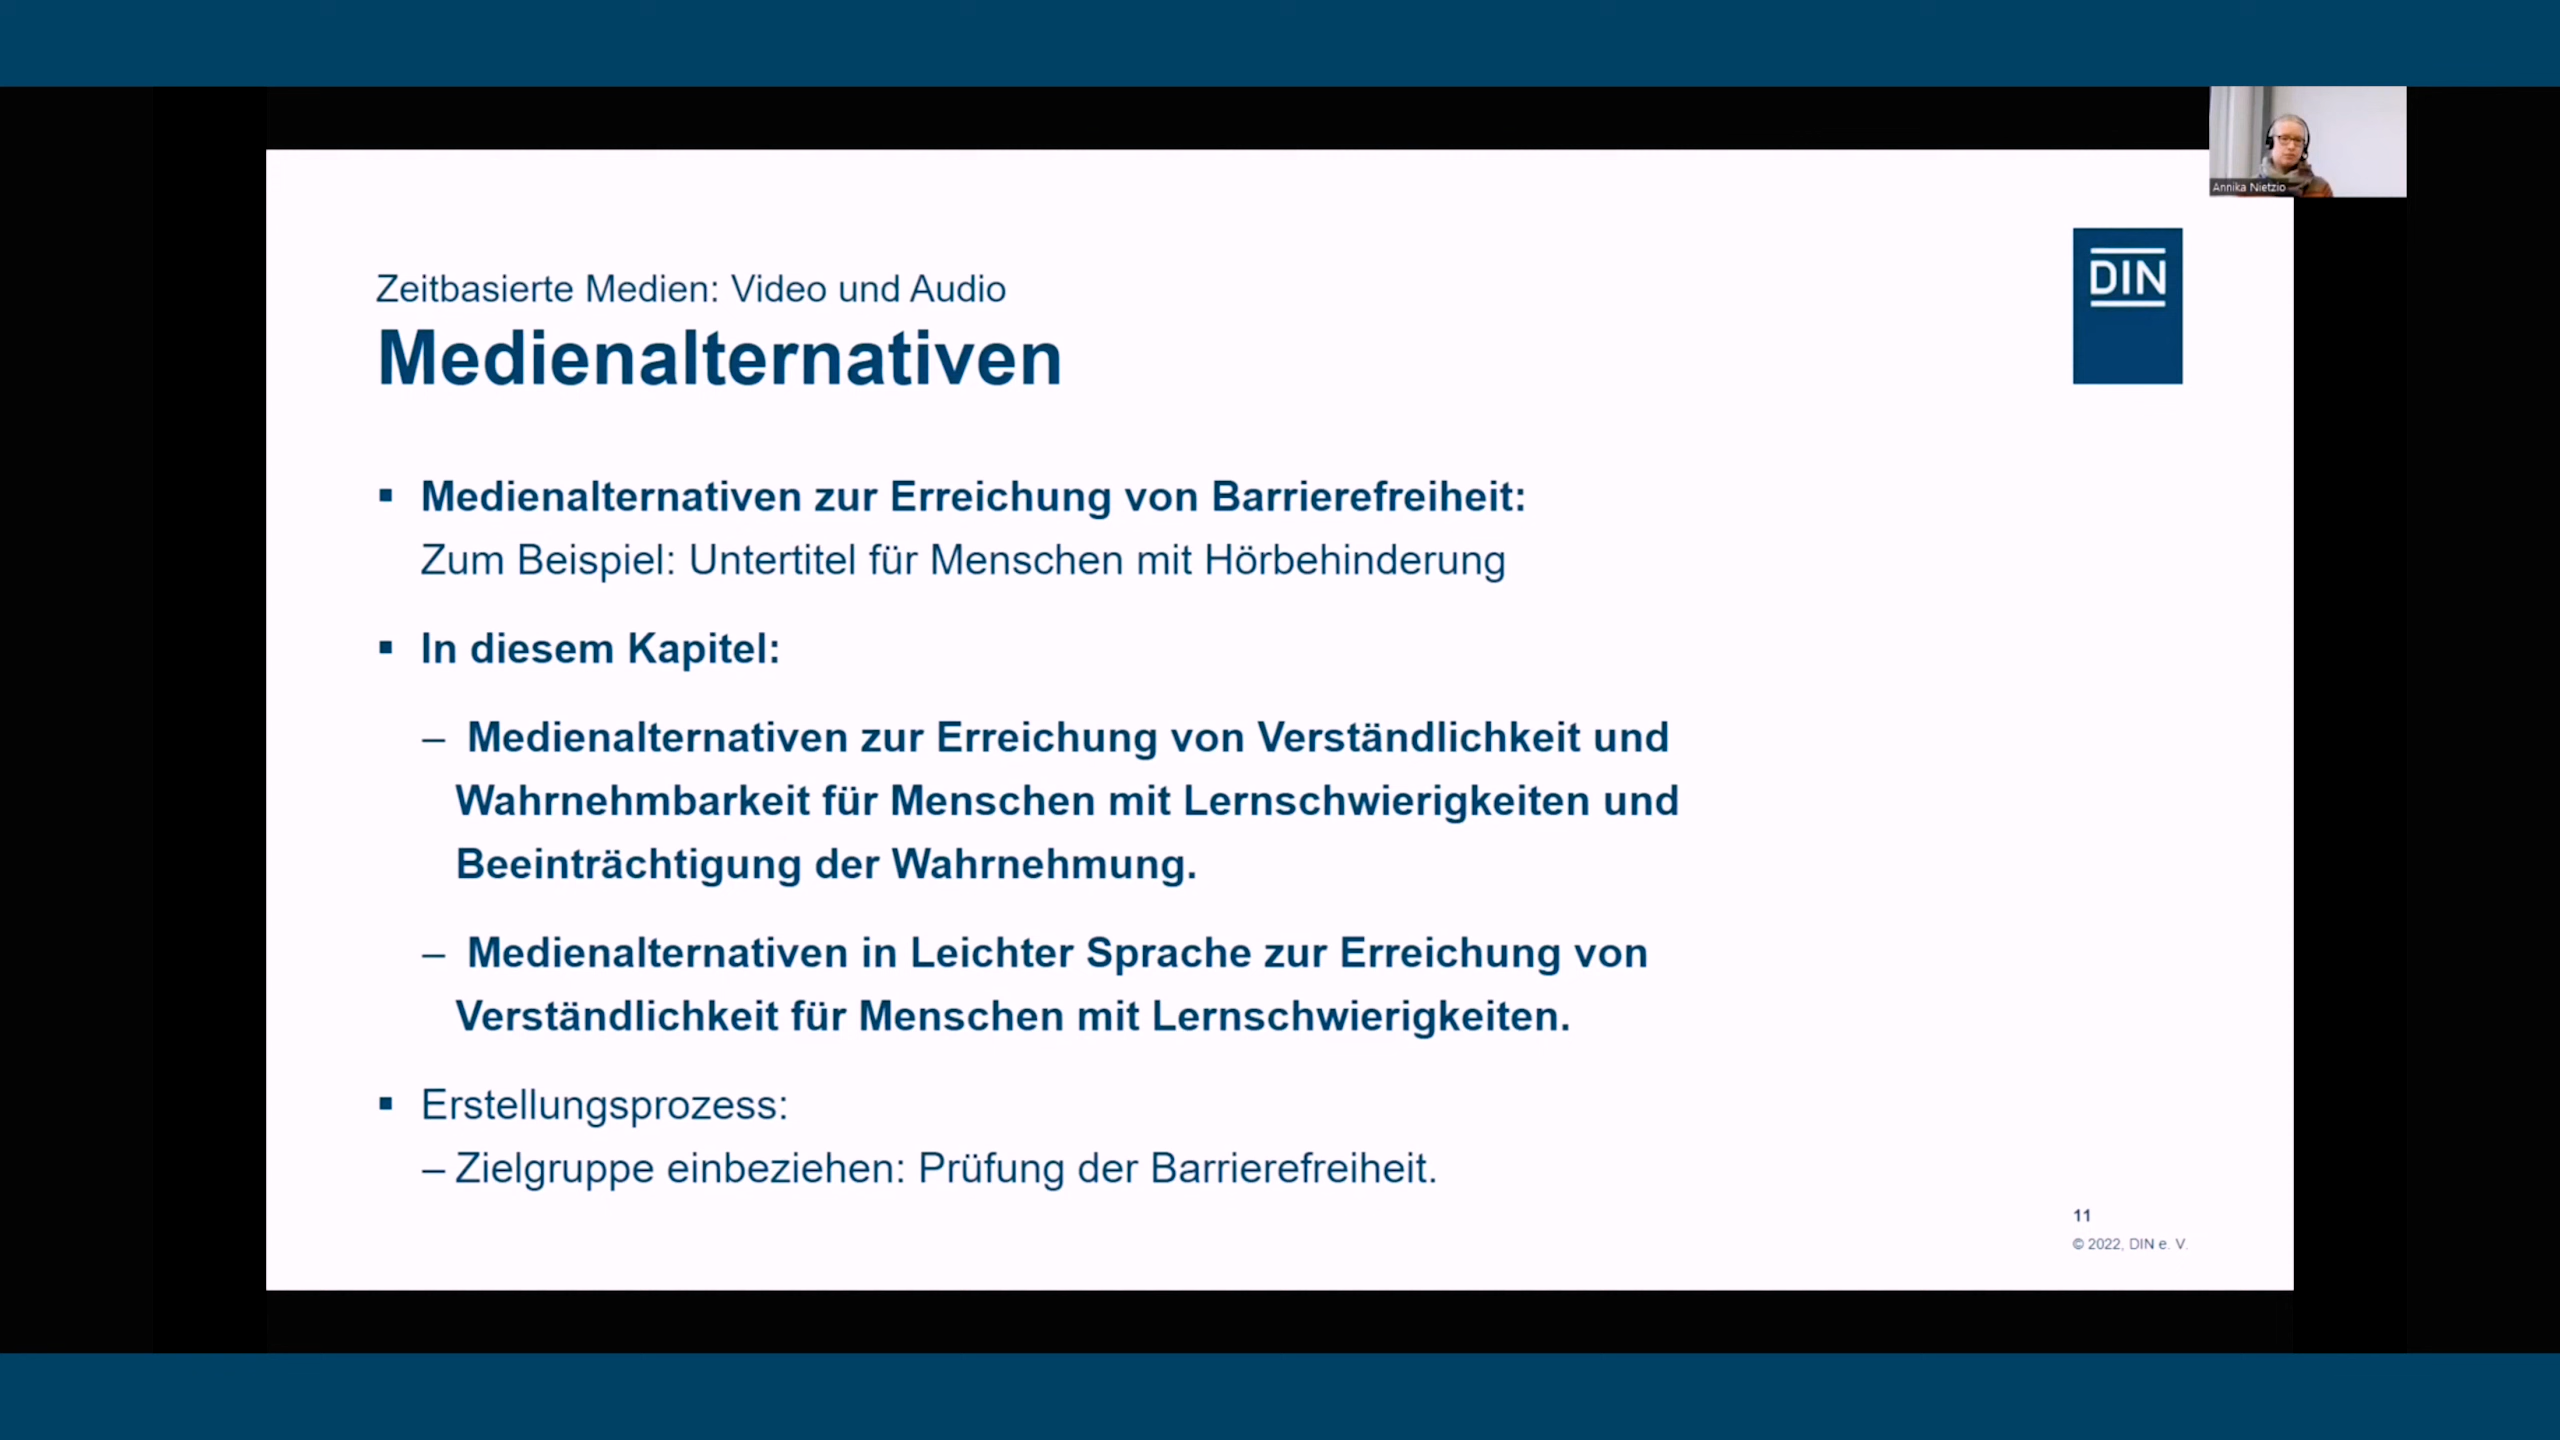 Annika Nietzio
DIN
Zeitbasierte Medien: Video und Audio
Medienalternativen
▪ Medienalternativen zur Erreichung von Barrierefreiheit:
Zum Beispiel: Untertitel für Menschen mit Hörbehinderung
▪ In diesem Kapitel:
– Medienalternativen zur Erreichung von Verständlichkeit und
Wahrnehmbarkeit für Menschen mit Lernschwierigkeiten und
Beeinträchtigung der Wahrnehmung.
– Medienalternativen in Leichter Sprache zur Erreichung von
Verständlichkeit für Menschen mit Lernschwierigkeiten.
▪ Erstellungsprozess:
– Zielgruppe einbeziehen: Prüfung der Barrierefreiheit.
11
© 2022, DIN e. V.